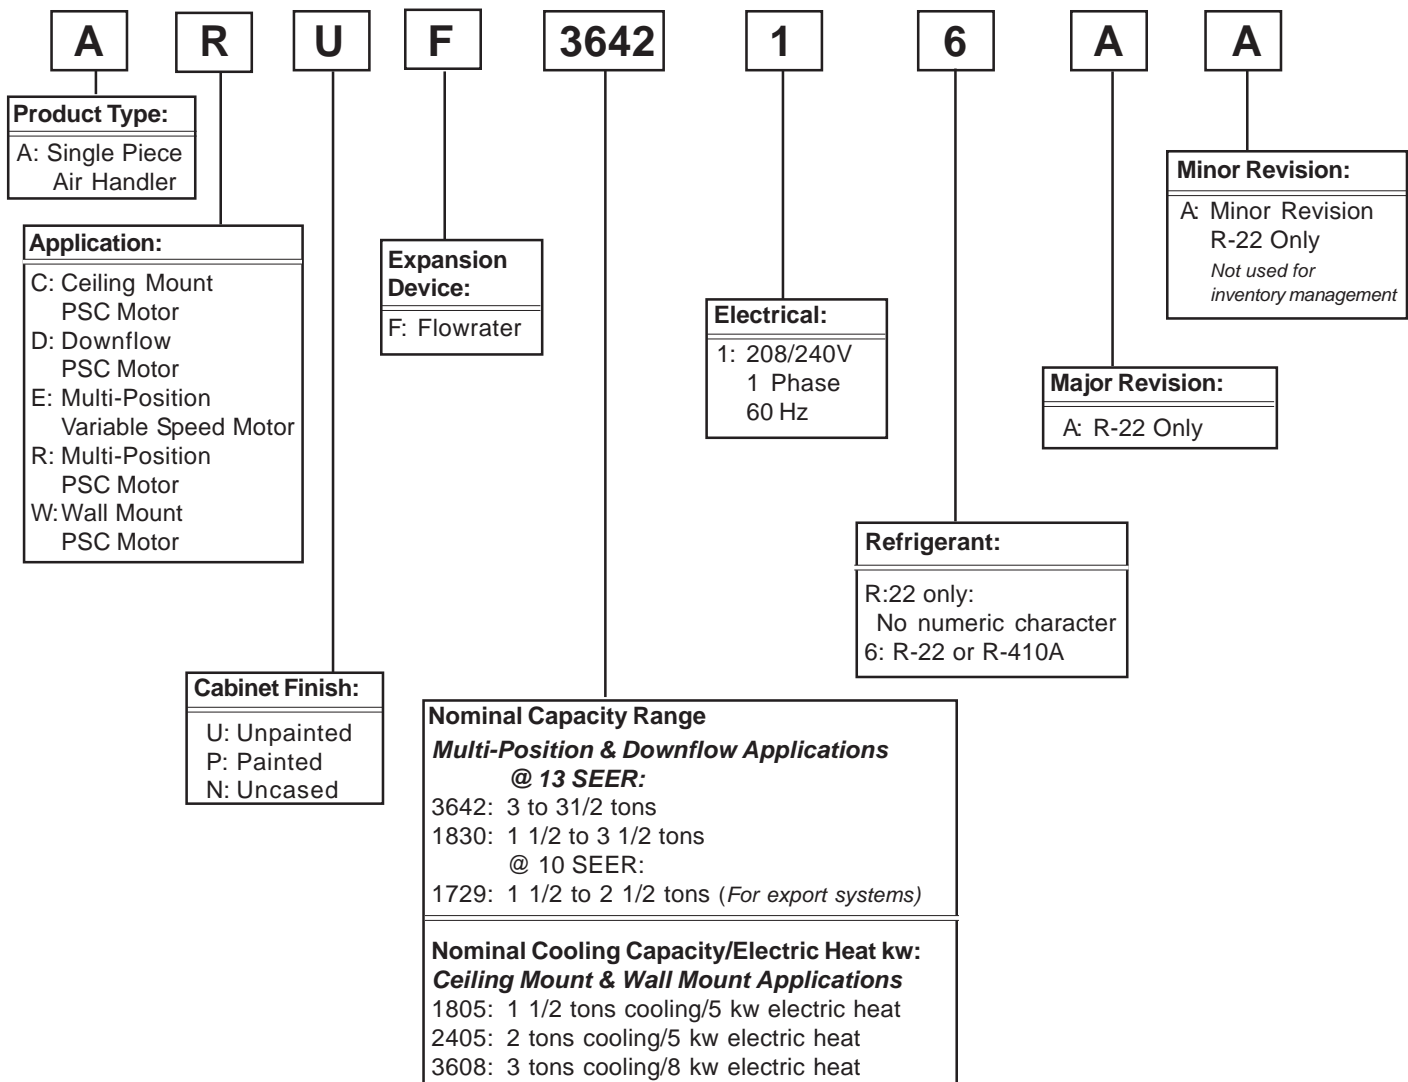 A R U F 3642 1 6 A A
Product Type:
A: Single Piece
Air Handler
Application:
C: Ceiling Mount
PSC Motor
D: Downflow
PSC Motor
E: Multi-Position
Variable Speed Motor
R: Multi-Position
PSC Motor
W: Wall Mount
PSC Motor
Cabinet Finish:
U: Unpainted
P: Painted
N: Uncased
Expansion
Device:
F: Flowrater
Nominal Capacity Range
Multi-Position & Downflow Applications
@ 13 SEER:
3642: 3 to 31/2 tons
1830: 1 1/2 to 3 1/2 tons
@ 10 SEER:
1729: 1 1/2 to 2 1/2 tons (For export systems)
Nominal Cooling Capacity/Electric Heat kw:
Ceiling Mount & Wall Mount Applications
1805: 1 1/2 tons cooling/5 kw electric heat
2405: 2 tons cooling/5 kw electric heat
3608: 3 tons cooling/8 kw electric heat
Electrical:
1: 208/240V
1 Phase
60 Hz
Refrigerant:
R:22 only:
No numeric character
6: R-22 or R-410A
Major Revision:
A: R-22 Only
Minor Revision:
A: Minor Revision
R-22 Only
Not used for
inventory management